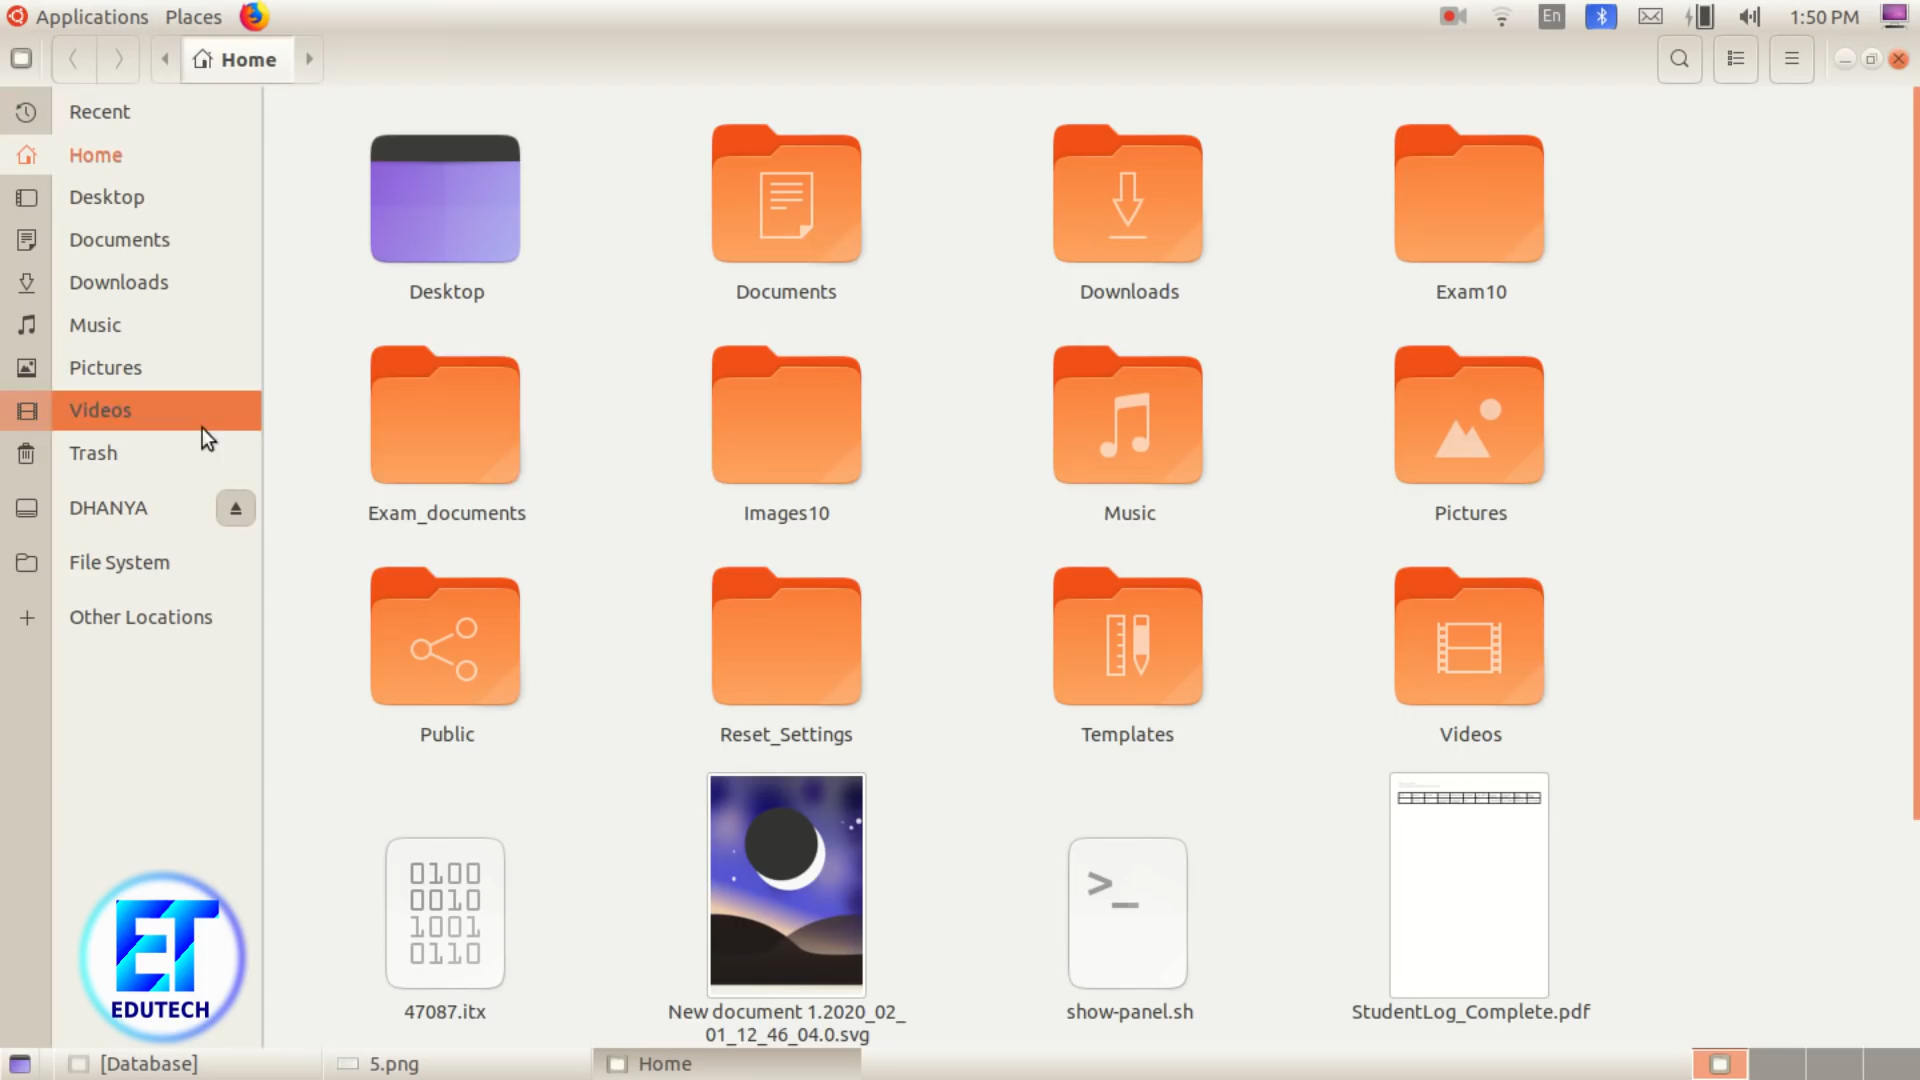 Applications Places En 1:50 PM
Home
Recent
Home
Desktop
Documents
Downloads
Music
Pictures
Videos
Trash
DHANYA
File System
Other Locations
Desktop Documents Downloads Exam10
Exam_documents Images10 Music Pictures
Public Reset_Settings Templates Videos
0100
0010
1001
0110
>_
47087.itx New document 1.2020_02_ show-panel.sh StudentLog_Complete.pdf
01_12_46_04.0.svg
ET
EDUTECH
[Database] 5.png Home